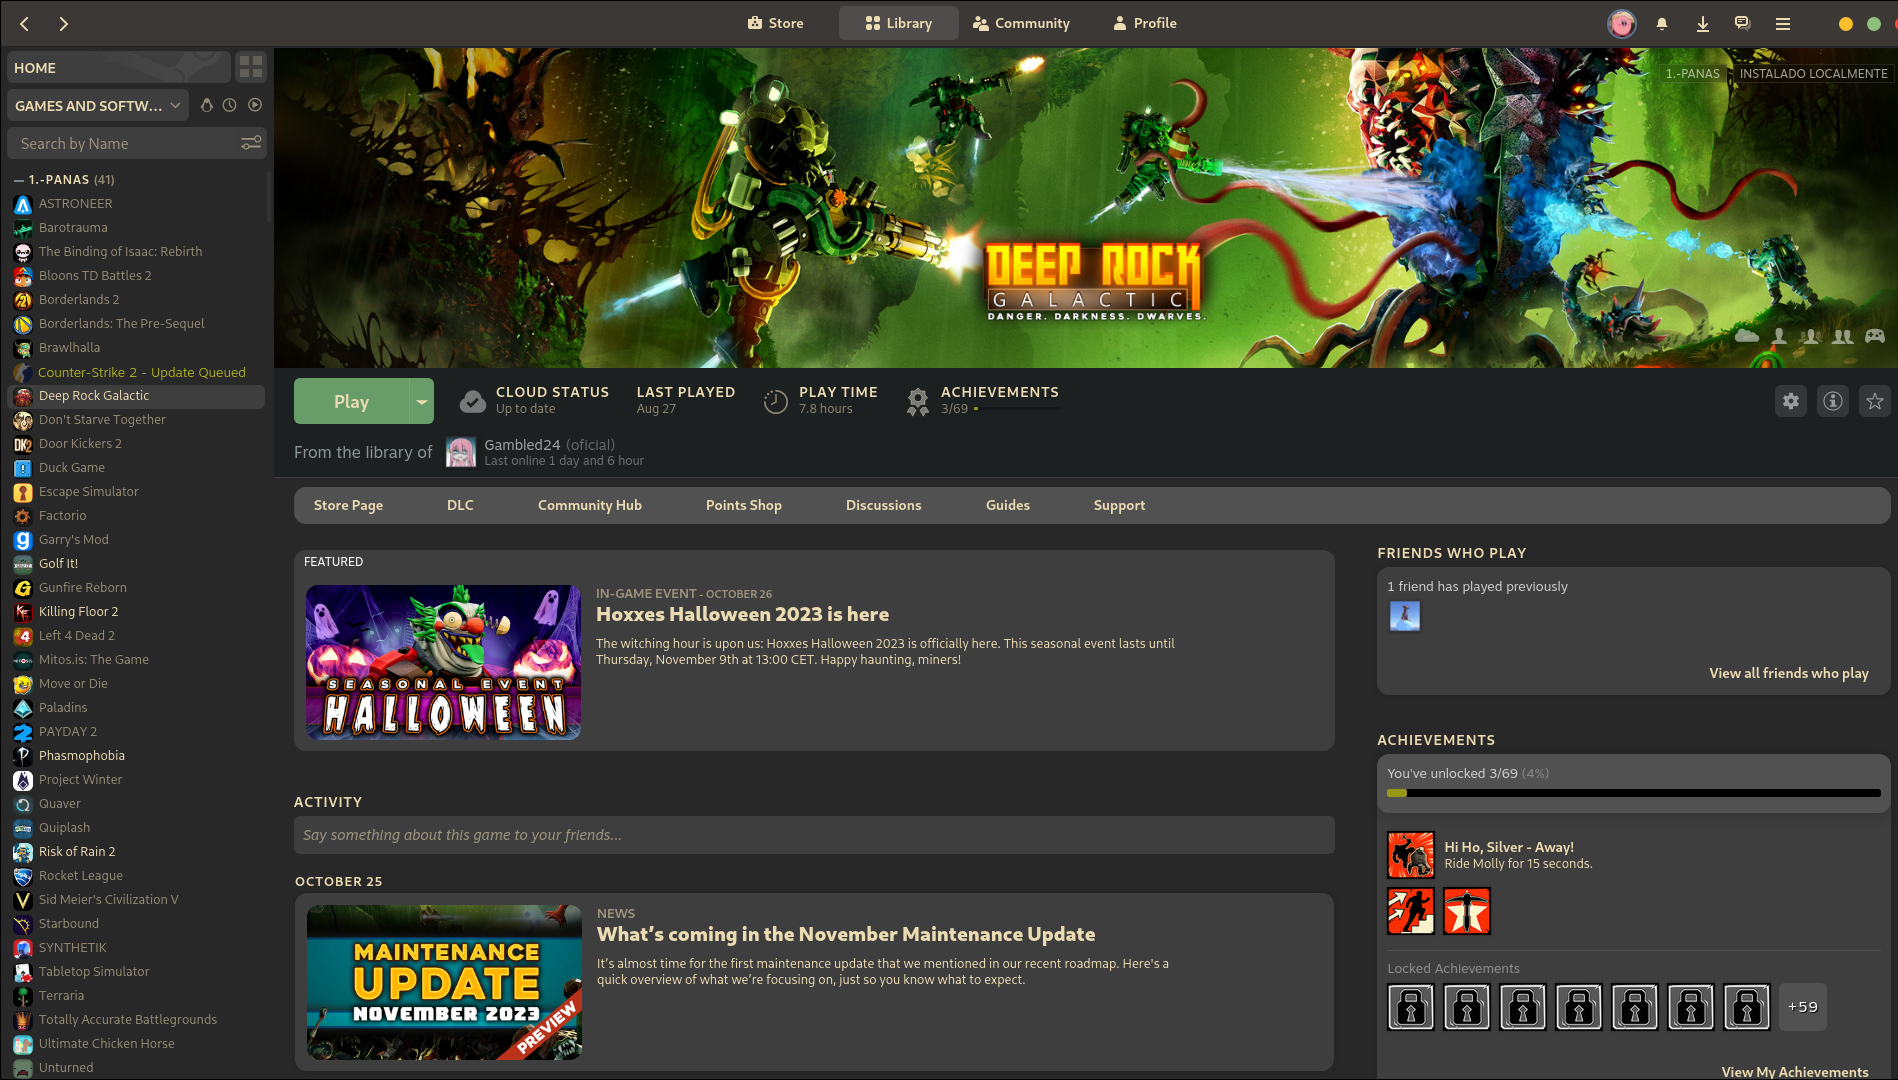 Store
Library
Community
Profile
HOME
GAMES AND SOFTW...
Search by Name
— 1.-PANAS (41)
ASTRONEER
Barotrauma
The Binding of Isaac: Rebirth
Bloons TD Battles 2
Borderlands 2
Borderlands: The Pre-Sequel
Brawlhalla
Counter-Strike 2 - Update Queued
Deep Rock Galactic
Don't Starve Together
Door Kickers 2
Duck Game
Escape Simulator
Factorio
Garry's Mod
Golf It!
Gunfire Reborn
Killing Floor 2
Left 4 Dead 2
Mitos.is: The Game
Move or Die
Paladins
PAYDAY 2
Phasmophobia
Project Winter
Quaver
Quiplash
Risk of Rain 2
Rocket League
Sid Meier's Civilization V
Starbound
SYNTHETIK
Tabletop Simulator
Terraria
Totally Accurate Battlegrounds
Ultimate Chicken Horse
Unturned
1.-PANAS
INSTALADO LOCALMENTE
DEEP ROCK
GALACTIC
DANGER. DARKNESS. DWARVES.
Play
CLOUD STATUS
Up to date
LAST PLAYED
Aug 27
PLAY TIME
7.8 hours
ACHIEVEMENTS
3/69
From the library of
Gambled24 (oficial)
Last online 1 day and 6 hour
Store Page
DLC
Community Hub
Points Shop
Discussions
Guides
Support
FEATURED
SEASONAL EVENT
HALLOWEEN
IN-GAME EVENT - OCTOBER 26
Hoxxes Halloween 2023 is here
The witching hour is upon us: Hoxxes Halloween 2023 is officially here. This seasonal event lasts until
Thursday, November 9th at 13:00 CET. Happy haunting, miners!
ACTIVITY
Say something about this game to your friends...
OCTOBER 25
MAINTENANCE
UPDATE
NOVEMBER 2023
PREVIEW
NEWS
What’s coming in the November Maintenance Update
It’s almost time for the first maintenance update that we mentioned in our recent roadmap. Here's a
quick overview of what we’re focusing on, just so you know what to expect.
FRIENDS WHO PLAY
1 friend has played previously
View all friends who play
ACHIEVEMENTS
You've unlocked 3/69 (4%)
Hi Ho, Silver - Away!
Ride Molly for 15 seconds.
Locked Achievements
+59
View My Achievements